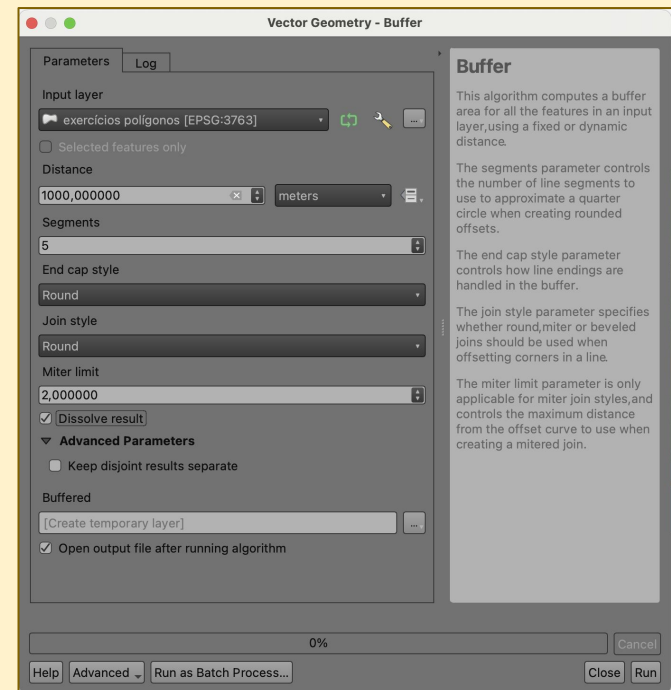 Vector Geometry - Buffer
Parameters
Log
Input layer
exercícios polígonos [EPSG:3763]
...
Selected features only
Distance
1000,000000
meters
Segments
5
End cap style
Round
Join style
Round
Miter limit
2,000000
Dissolve result
Advanced Parameters
Keep disjoint results separate
Buffered
[Create temporary layer]
...
Open output file after running algorithm
Buffer
This algorithm computes a buffer
area for all the features in an input
layer,using a fixed or dynamic
distance.
The segments parameter controls
the number of line segments to
use to approximate a quarter
circle when creating rounded
offsets.
The end cap style parameter
controls how line endings are
handled in the buffer.
The join style parameter specifies
whether round,miter or beveled
joins should be used when
offsetting corners in a line.
The miter limit parameter is only
applicable for miter join styles,and
controls the maximum distance
from the offset curve to use when
creating a mitered join.
0%
Cancel
Help
Advanced
Run as Batch Process...
Close
Run